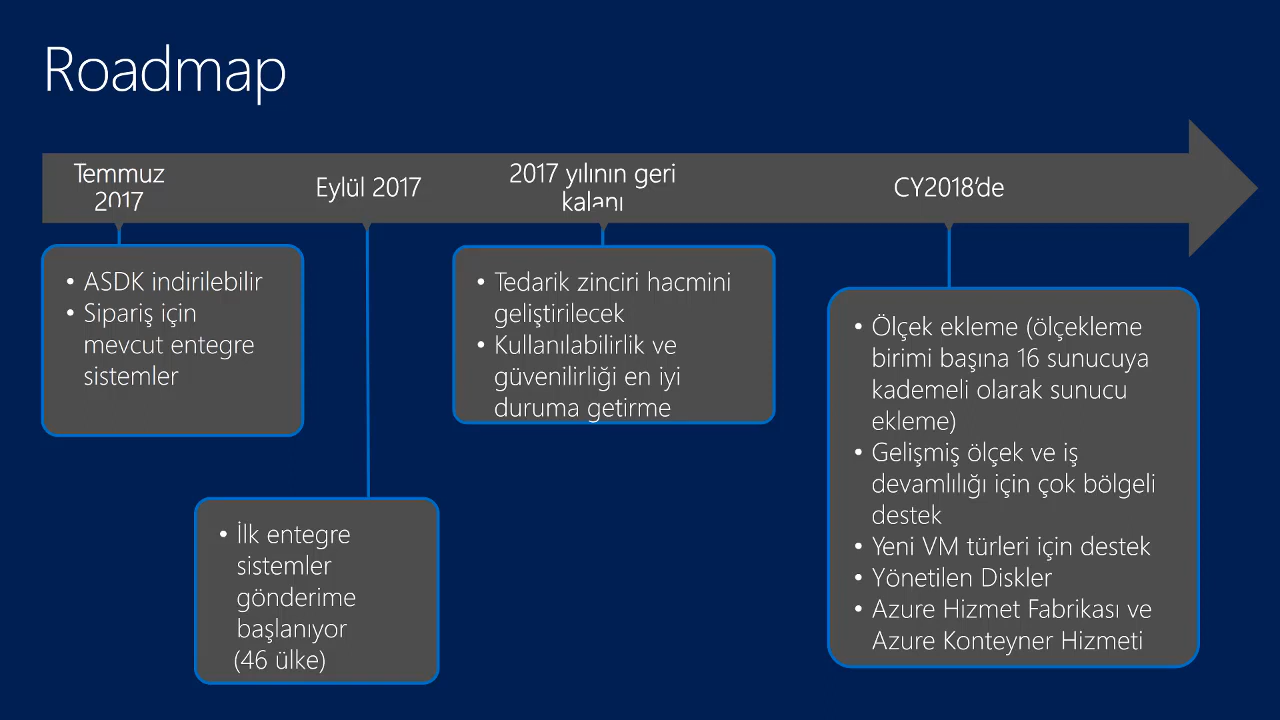 Roadmap
Temmuz
2017
Eylül 2017
2017 yılının geri
kalanı
CY2018’de
• ASDK indirilebilir
• Sipariş için
mevcut entegre
sistemler
• İlk entegre
sistemler
gönderime
başlanıyor
(46 ülke)
• Tedarik zinciri hacmini
geliştirilecek
• Kullanılabilirlik ve
güvenilirliği en iyi
duruma getirme
• Ölçek ekleme (ölçekleme
birimi başına 16 sunucuya
kademeli olarak sunucu
ekleme)
• Gelişmiş ölçek ve iş
devamlılığı için çok bölgeli
destek
• Yeni VM türleri için destek
• Yönetilen Diskler
• Azure Hizmet Fabrikası ve
Azure Konteyner Hizmeti